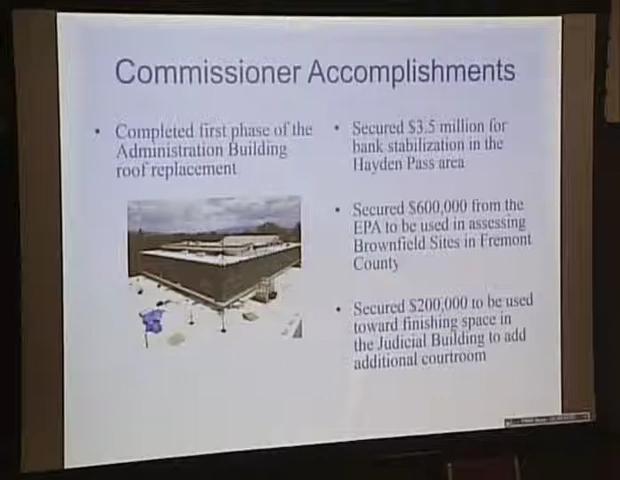 Commissioner Accomplishments
• Completed first phase of the
Administration Building
roof replacement
• Secured $3.5 million for
bank stabilization in the
Hayden Pass area
• Secured $600,000 from the
EPA to be used in assessing
Brownfield Sites in Fremont
County
• Secured $200,000 to be used
toward finishing space in
the Judicial Building to add
additional courtroom